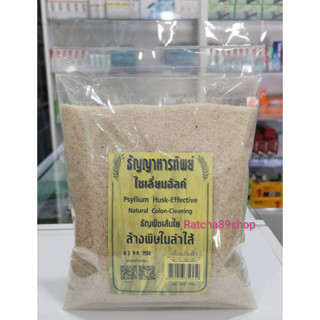 ธัญญาหารทิพย์
ไซเลี่ยมฮัสค์
Psyllium Husk-Effective
Natural Colon-Cleaning
ธัญพืชเส้นใย
Ratcha89shop
ล้างพิษในลำไส้